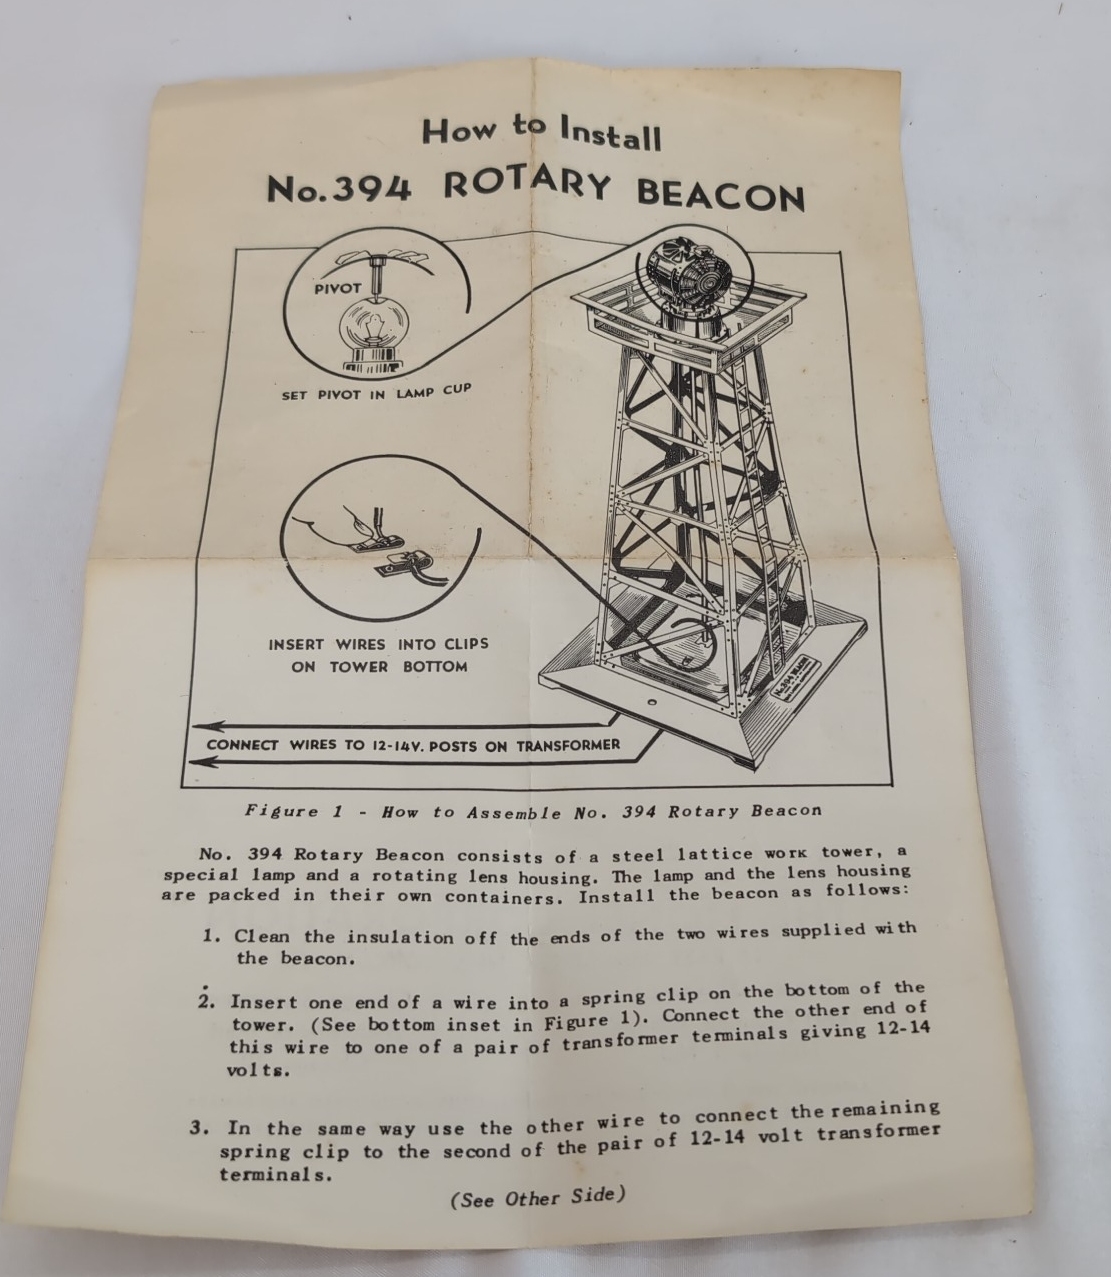 How to Install
No. 394 ROTARY BEACON
PIVOT
SET PIVOT IN LAMP CUP
INSERT WIRES INTO CLIPS
ON TOWER BOTTOM
No. 394 BEACON
CONNECT WIRES TO 12-14V. POSTS ON TRANSFORMER
Figure 1 - How to Assemble No. 394 Rotary Beacon
No. 394 Rotary Beacon consists of a steel lattice work tower, a
special lamp and a rotating lens housing. The lamp and the lens housing
are packed in their own containers. Install the beacon as follows:
1. Clean the insulation off the ends of the two wires supplied with
the beacon.
2. Insert one end of a wire into a spring clip on the bottom of the
tower. (See bottom inset in Figure 1). Connect the other end of
this wire to one of a pair of transformer terminals giving 12-14
volts.
3. In the same way use the other wire to connect the remaining
spring clip to the second of the pair of 12-14 volt transformer
terminals.
(See Other Side)